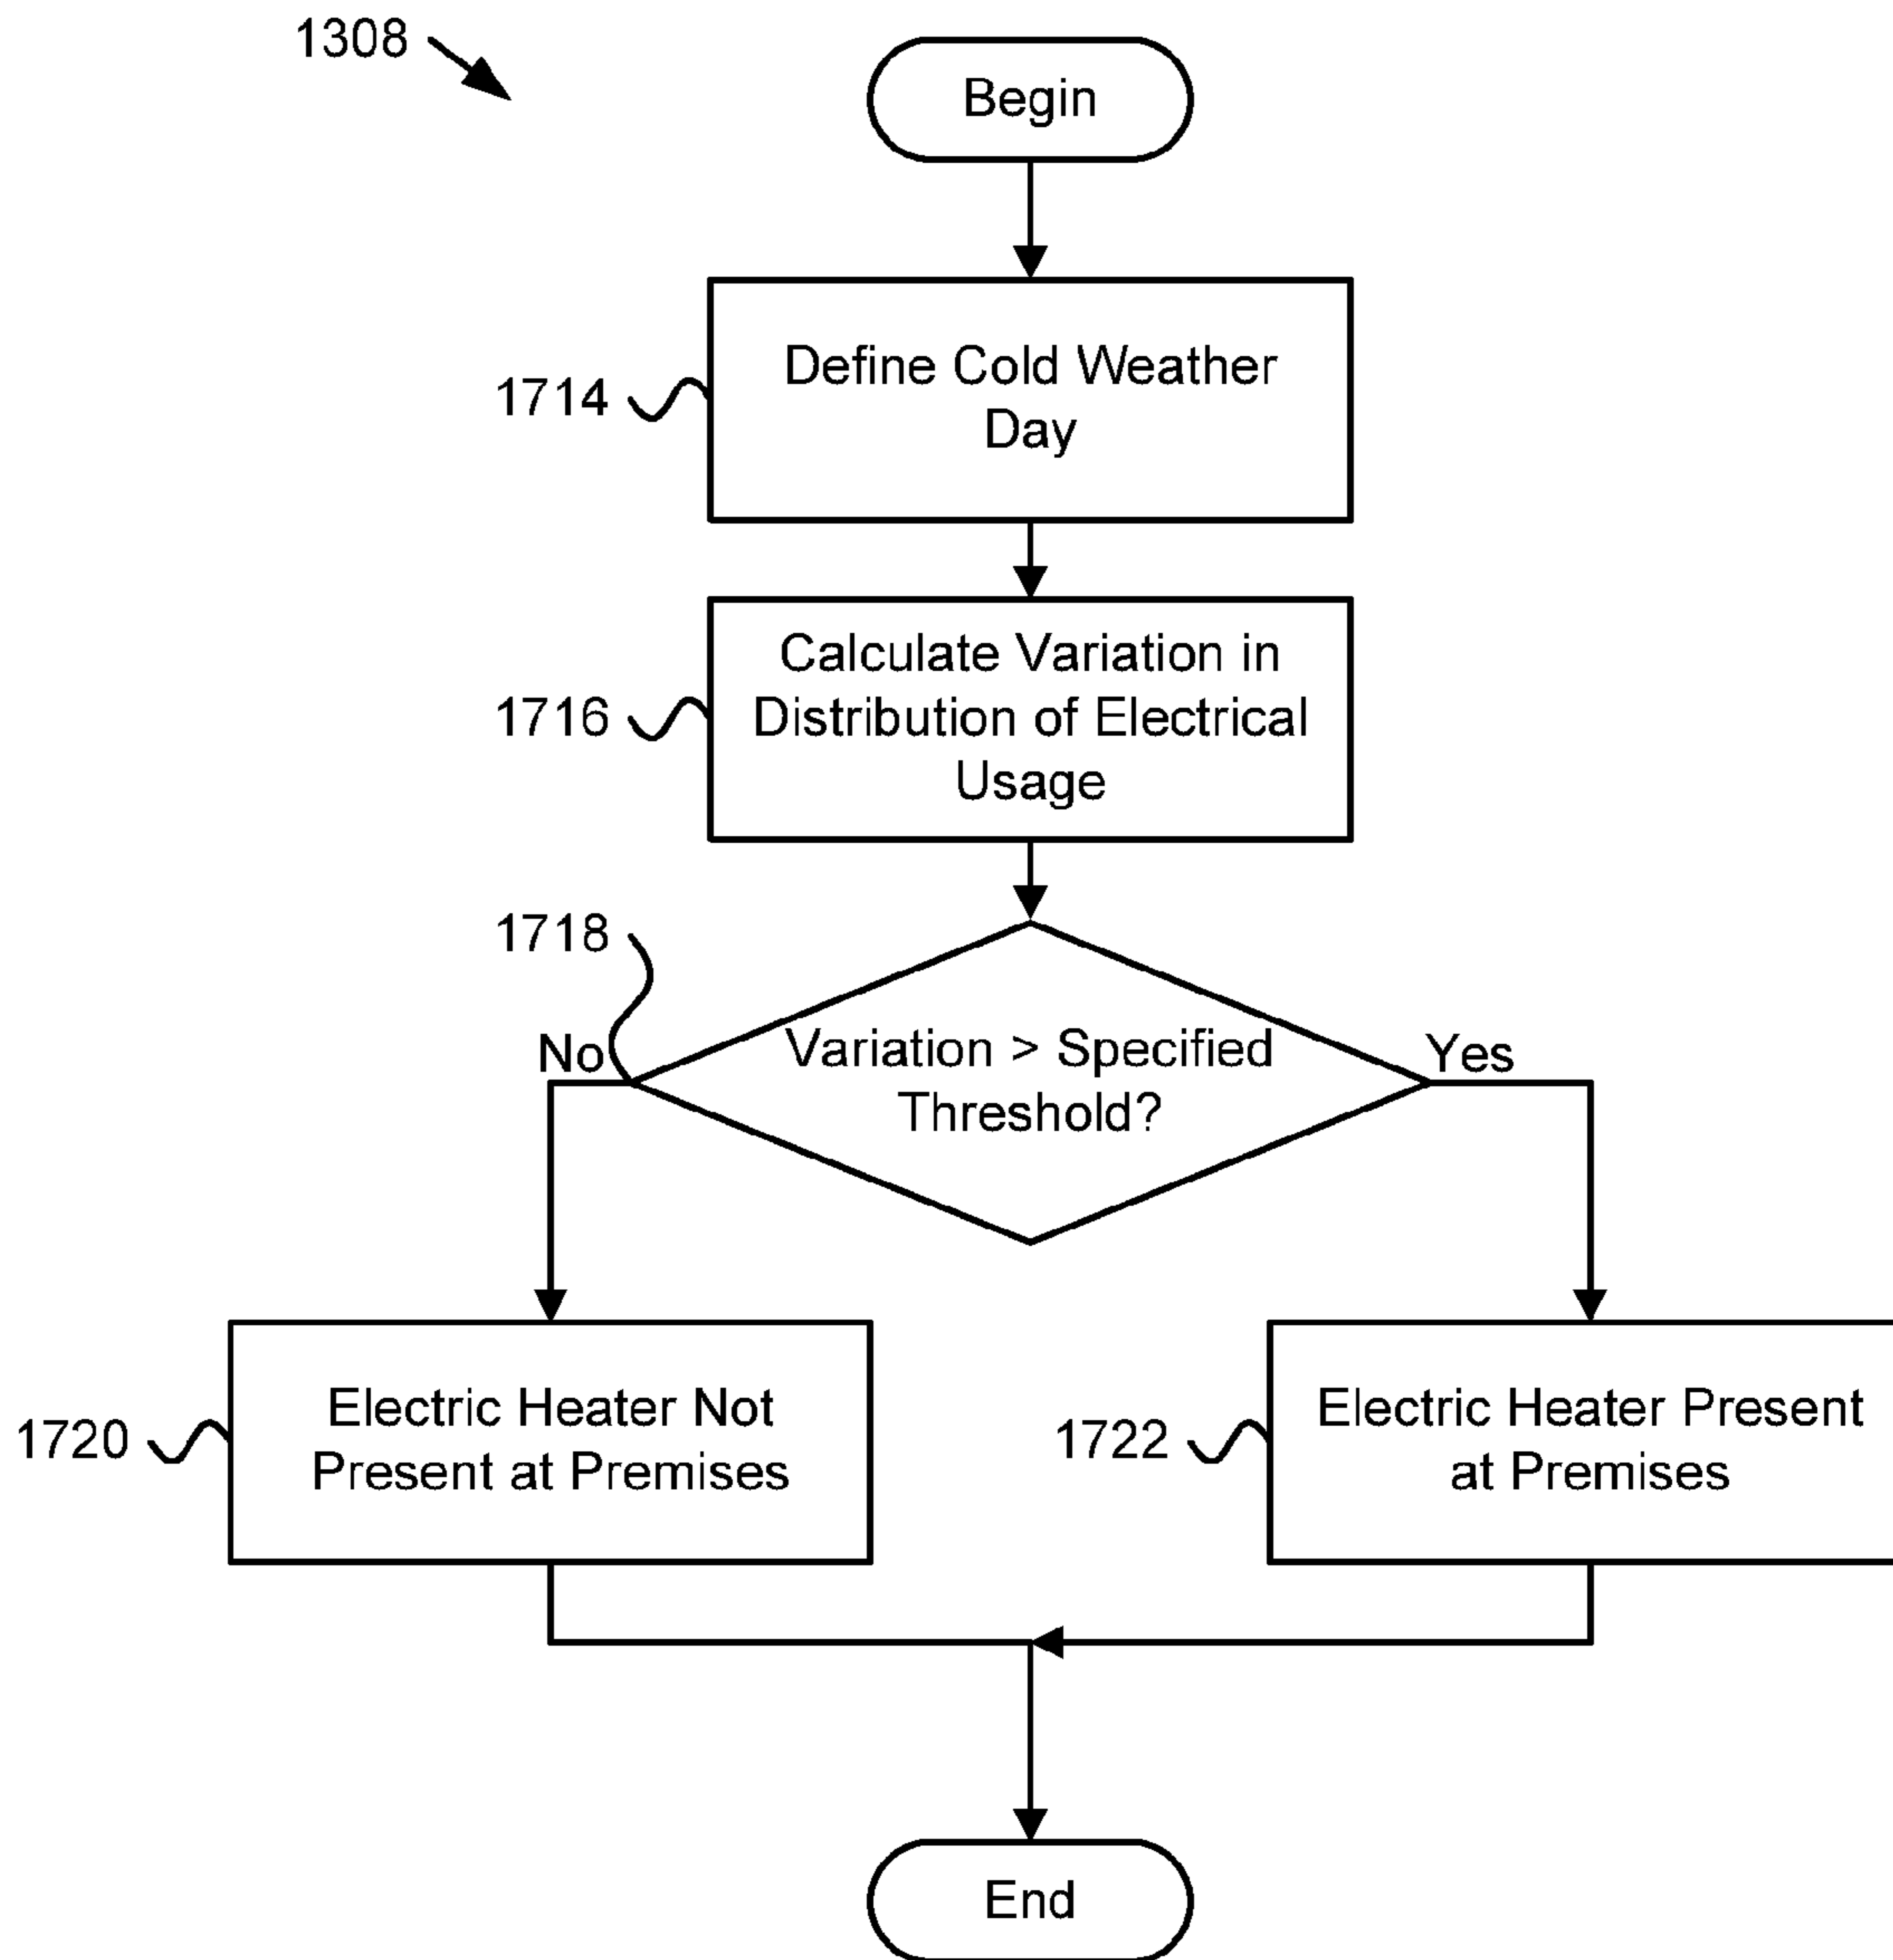 1308
Begin
1714
Define Cold Weather
Day
1716
Calculate Variation in
Distribution of Electrical
Usage
1718
No
Variation > Specified
Threshold?
Yes
1720
Electric Heater Not
Present at Premises
1722
Electric Heater Present
at Premises
End